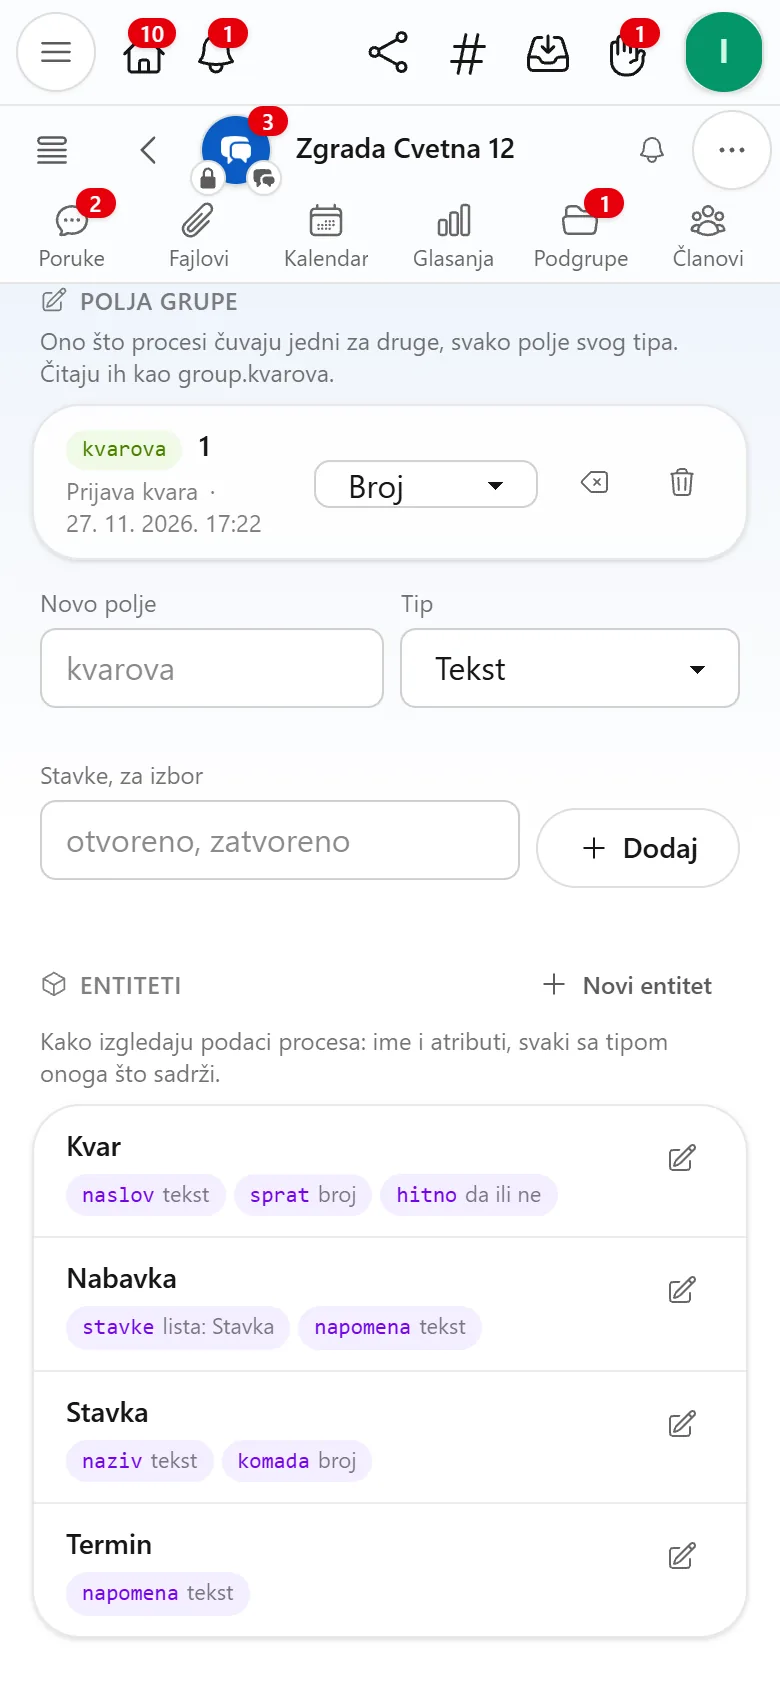 10
1
1
I
3
Zgrada Cvetna 12
2
1
Poruke
Fajlovi
Kalendar
Glasanja
Podgrupe
Članovi
POLJA GRUPE
Ono što procesi čuvaju jedni za druge, svako polje svog tipa.
Čitaju ih kao group.kvarova.
kvarova 1
Prijava kvara ·
27. 11. 2026. 17:22
Broj
Novo polje
Tip
kvarova
Tekst
Stavke, za izbor
otvoreno, zatvoreno
Dodaj
ENTITETI
Novi entitet
Kako izgledaju podaci procesa: ime i atributi, svaki sa tipom
onoga što sadrži.
Kvar
naslov tekst sprat broj hitno da ili ne
Nabavka
stavke lista: Stavka napomena tekst
Stavka
naziv tekst komada broj
Termin
napomena tekst